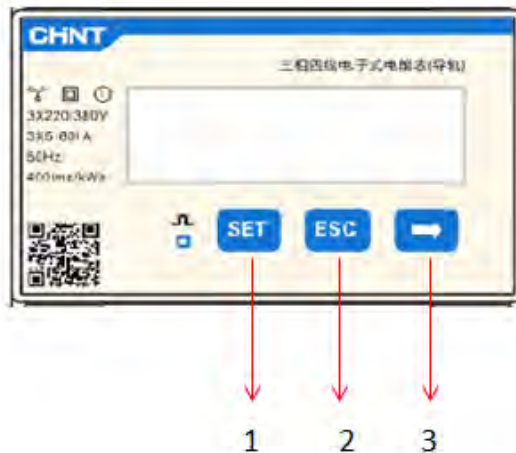 CHNT
三相四线电子式电能表(导轨)
3X220/380V
3X5(60)A
50Hz
400imp/kWh
SET
ESC
1
2
3